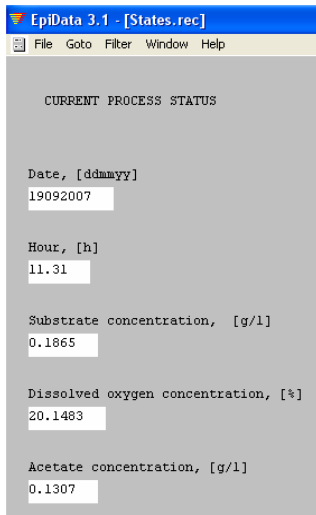 EpiData 3.1 - [States.rec]
File Goto Filter Window Help
CURRENT PROCESS STATUS
Date, [ddmmyy]
19092007
Hour, [h]
11.31
Substrate concentration, [g/l]
0.1865
Dissolved oxygen concentration, [%]
20.1483
Acetate concentration, [g/l]
0.1307